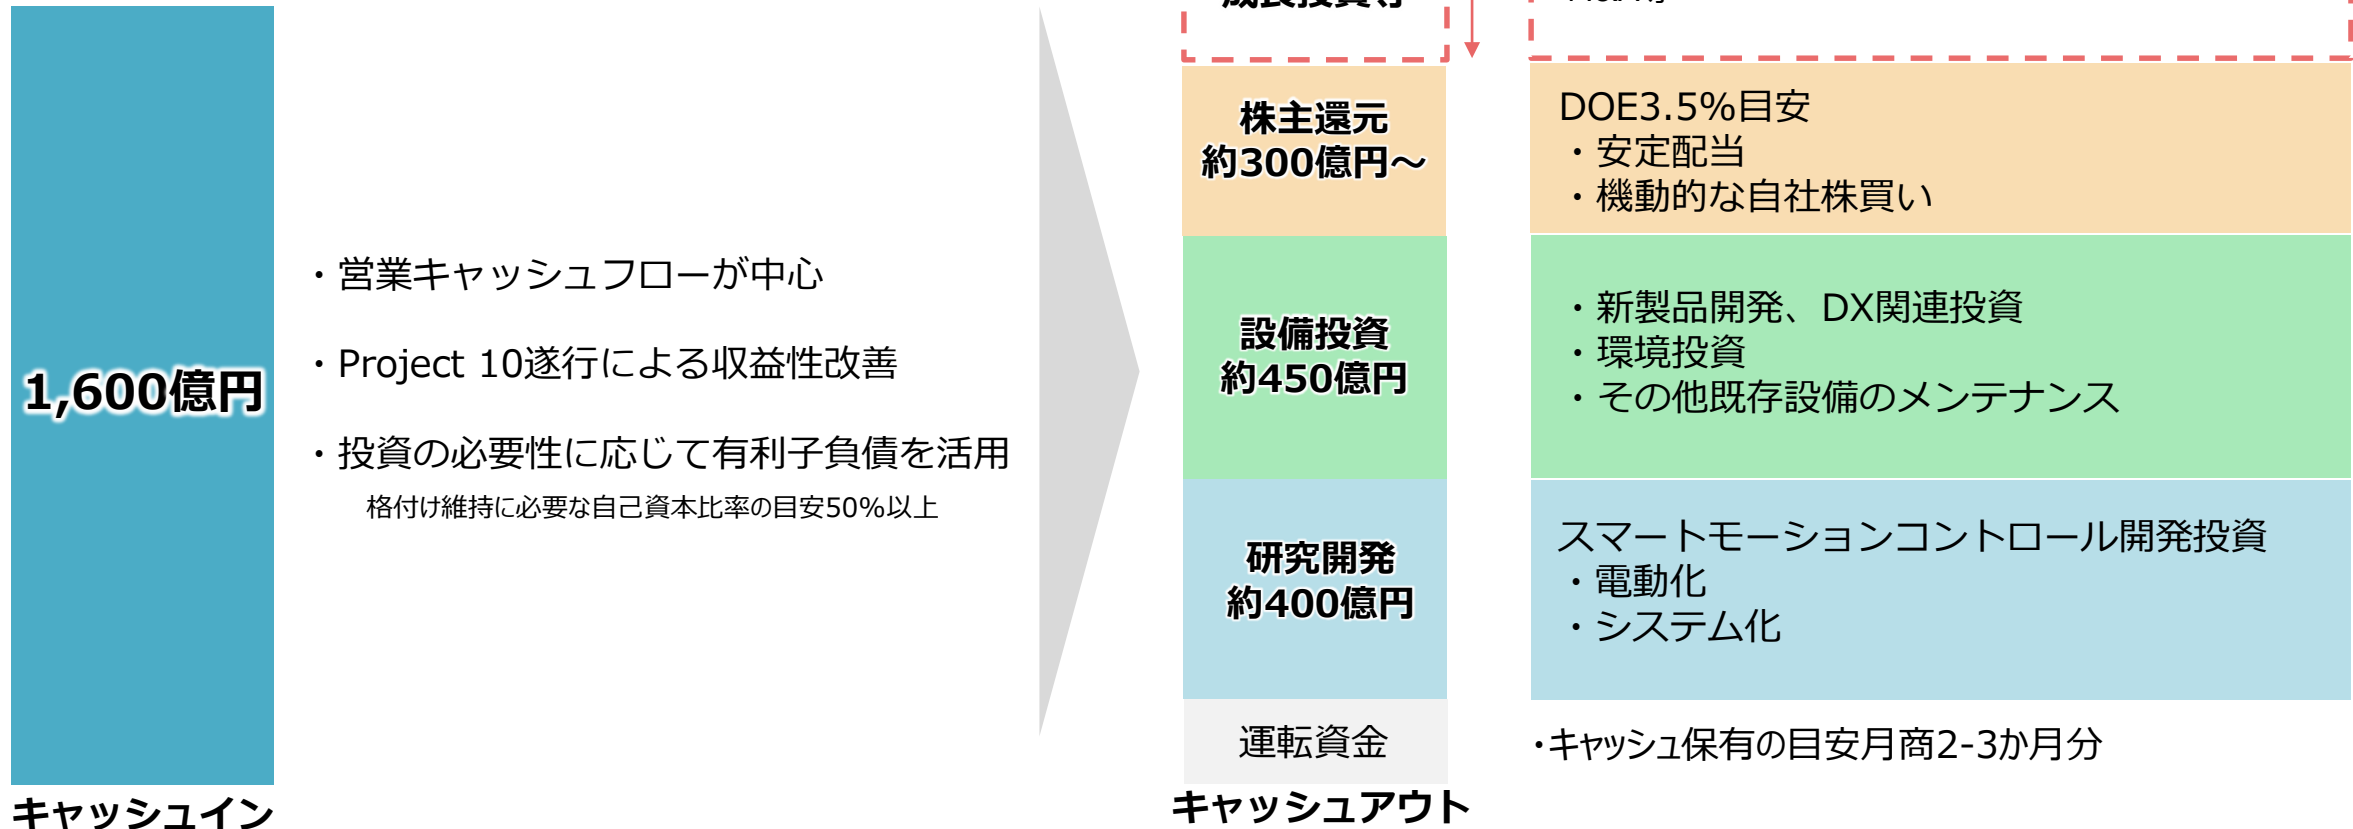 1,600億円
キャッシュイン
・営業キャッシュフローが中心
・Project 10遂行による収益性改善
・投資の必要性に応じて有利子負債を活用
格付け維持に必要な自己資本比率の目安50%以上
成長投資等
株主還元
約300億円～
DOE3.5%目安
・安定配当
・機動的な自社株買い
設備投資
約450億円
・新製品開発、DX関連投資
・環境投資
・その他既存設備のメンテナンス
研究開発
約400億円
スマートモーションコントロール開発投資
・電動化
・システム化
運転資金
・キャッシュ保有の目安月商2-3か月分
キャッシュアウト